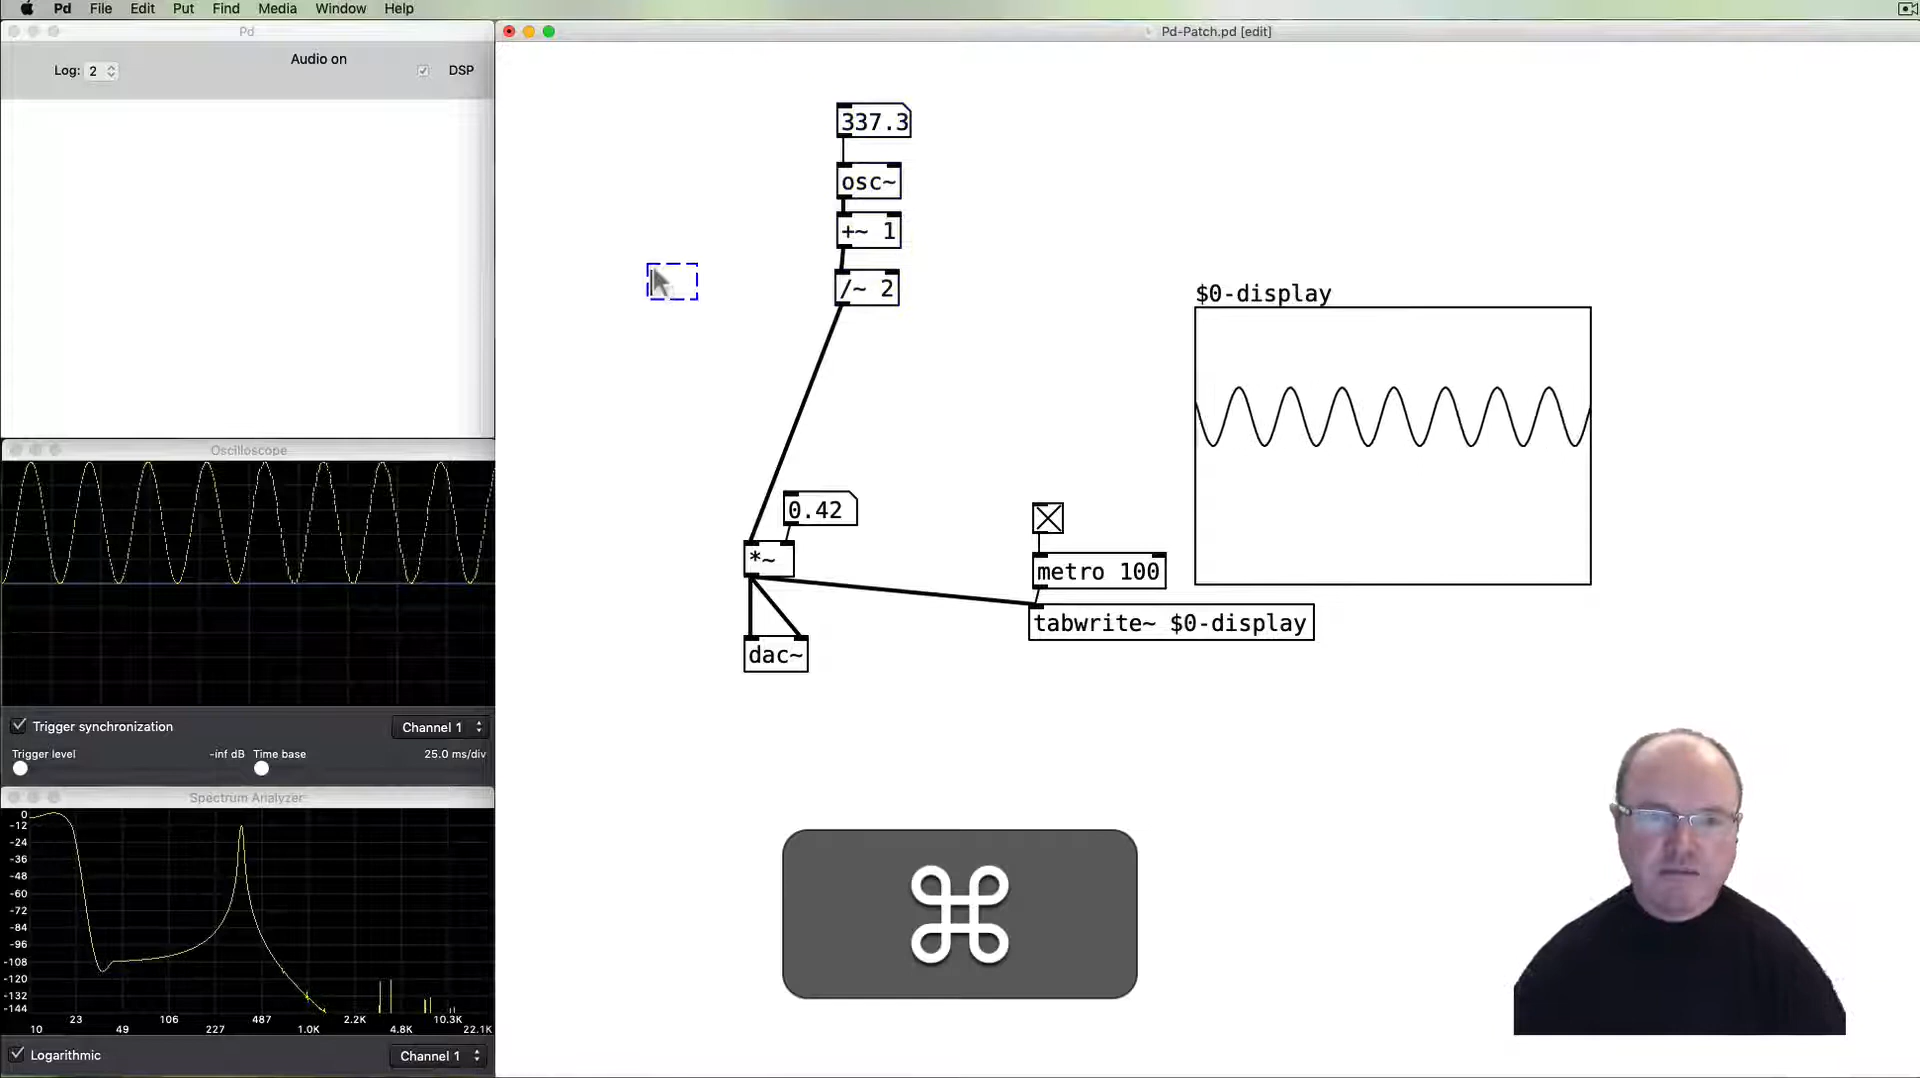 Pd File Edit Put Find Media Window Help
Pd
Audio on
Log: 2
DSP
Pd-Patch.pd [edit]
337.3
osc~
+~ 1
/~ 2
0.42
*~
dac~
metro 100
tabwrite~ $0-display
$0-display
Oscilloscope
Trigger synchronization
Channel 1
Trigger level
-inf dB
Time base
25.0 ms/div
Spectrum Analyzer
0
-12
-24
-36
-48
-60
-72
-84
-96
-108
-120
-132
-144
10 23 49 106 227 487 1.0K 2.2K 4.8K 10.3K 22.1K
Logarithmic
Channel 1
⌘